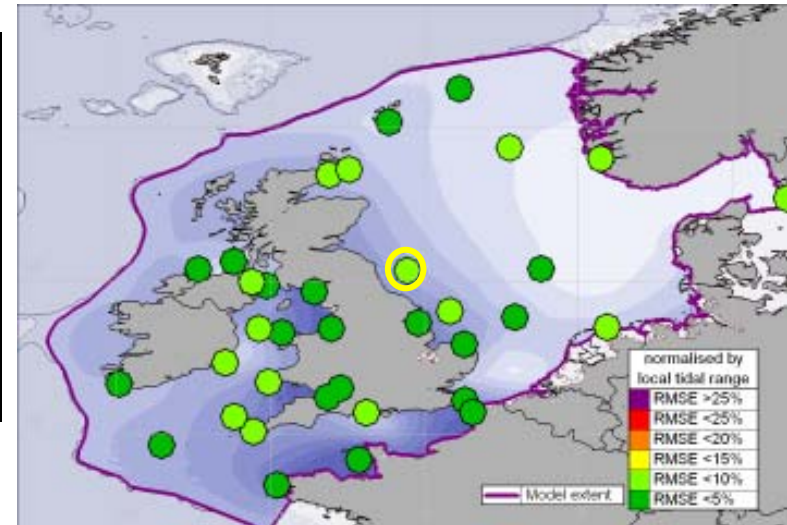 normalised by
local tidal range
RMSE >25%
RMSE <25%
RMSE <20%
RMSE <15%
RMSE <10%
RMSE <5%
Model extent